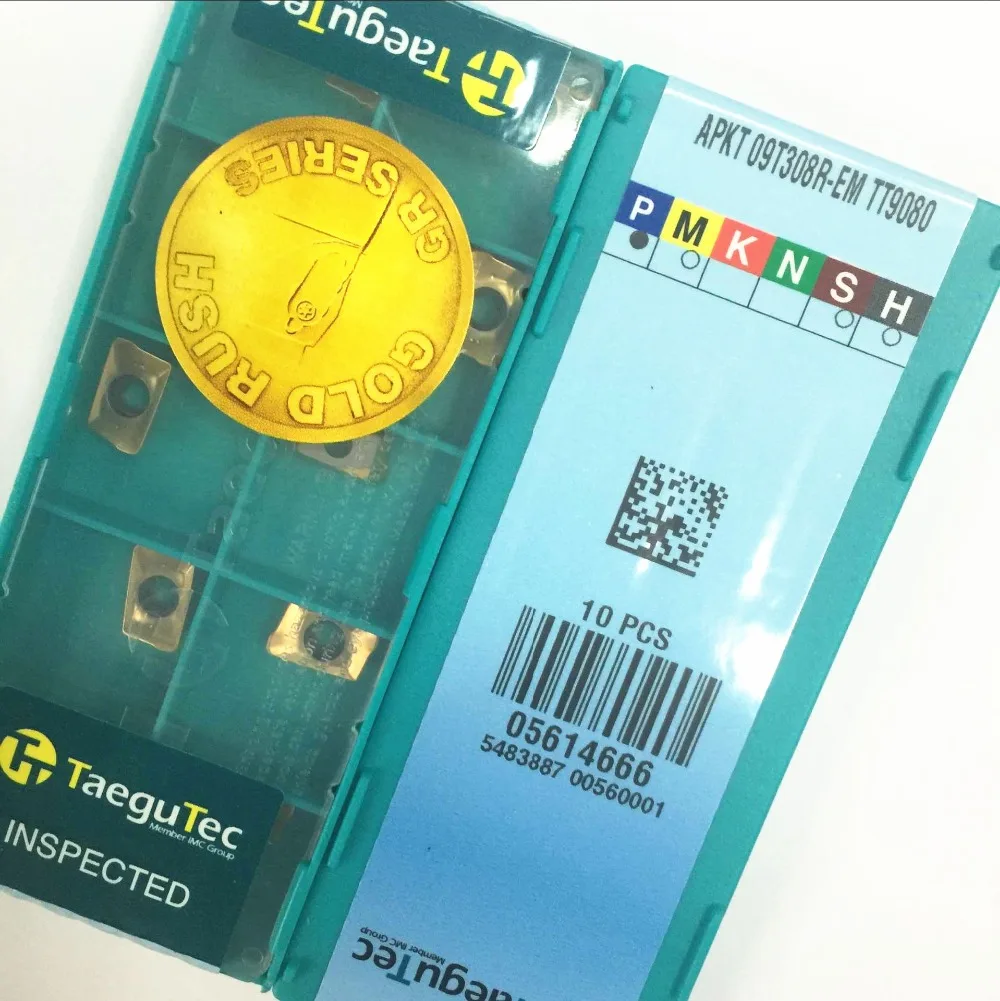 TaeguTec
GR SERIES
GOLD RUSH
TaeguTec
Member IMC Group
INSPECTED
APKT 09T308R-EM TT9080
P M K N S H
10 PCS
05614666
5483887 00560001
TaeguTec
Member IMC Group